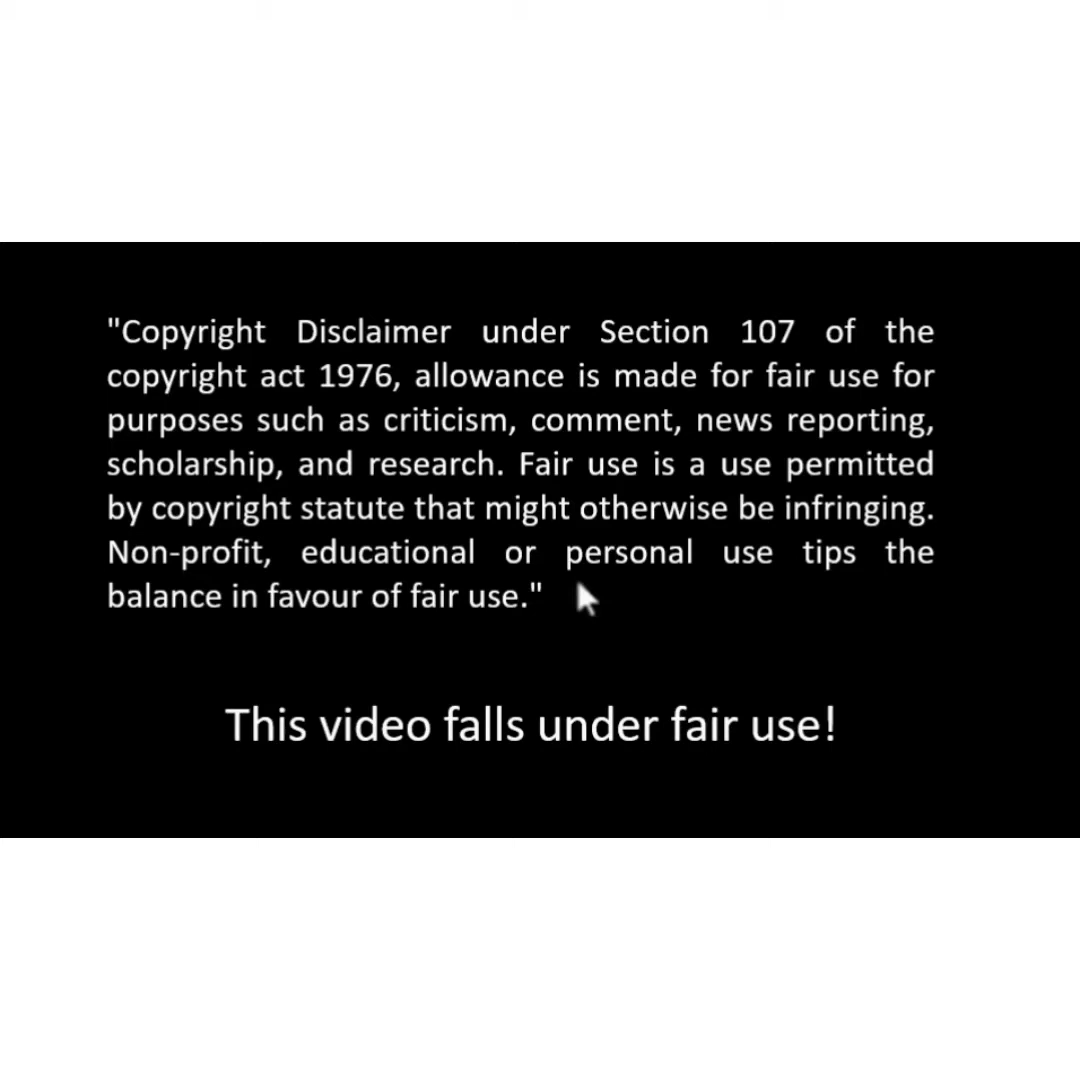 "Copyright Disclaimer under Section 107 of the
copyright act 1976, allowance is made for fair use for
purposes such as criticism, comment, news reporting,
scholarship, and research. Fair use is a use permitted
by copyright statute that might otherwise be infringing.
Non-profit, educational or personal use tips the
balance in favour of fair use."
This video falls under fair use!